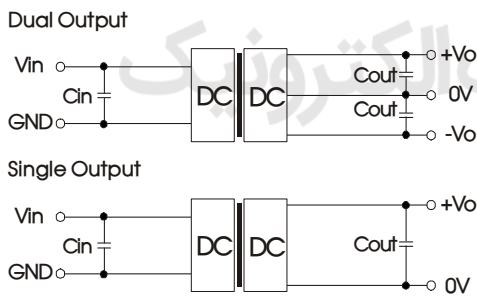 Dual Output
Vin
+Vo
Cout
Cin
DC
DC
0V
Cout
GND
-Vo
Single Output
Vin
+Vo
Cin
DC
DC
Cout
GND
0V
الکترونیک